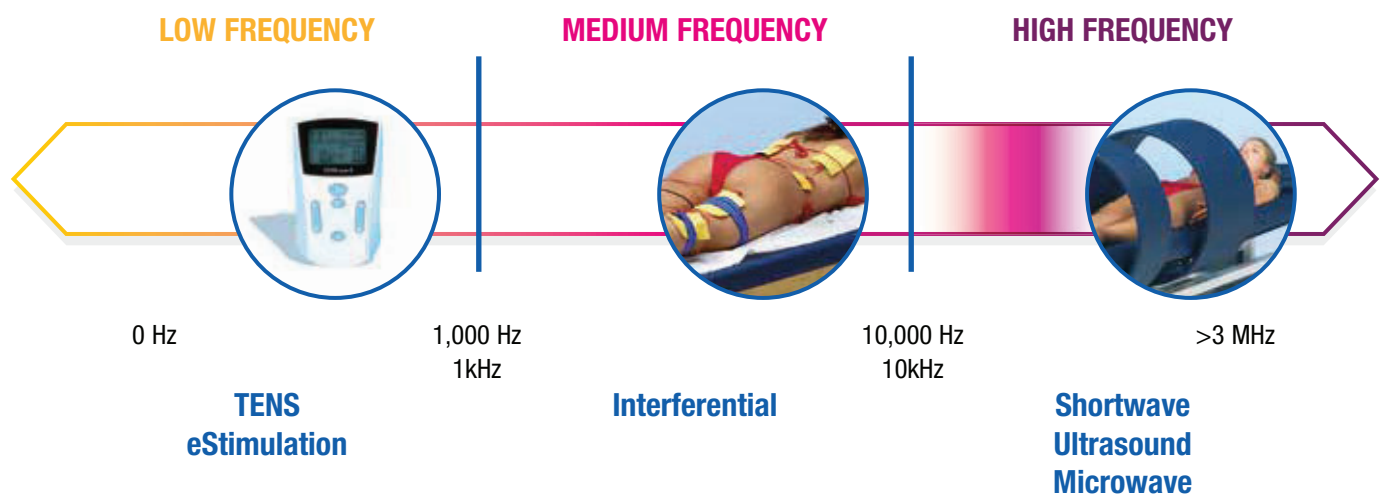 LOW FREQUENCY
MEDIUM FREQUENCY
HIGH FREQUENCY
0 Hz
1,000 Hz
1kHz
10,000 Hz
10kHz
>3 MHz
TENS
eStimulation
Interferential
Shortwave
Ultrasound
Microwave